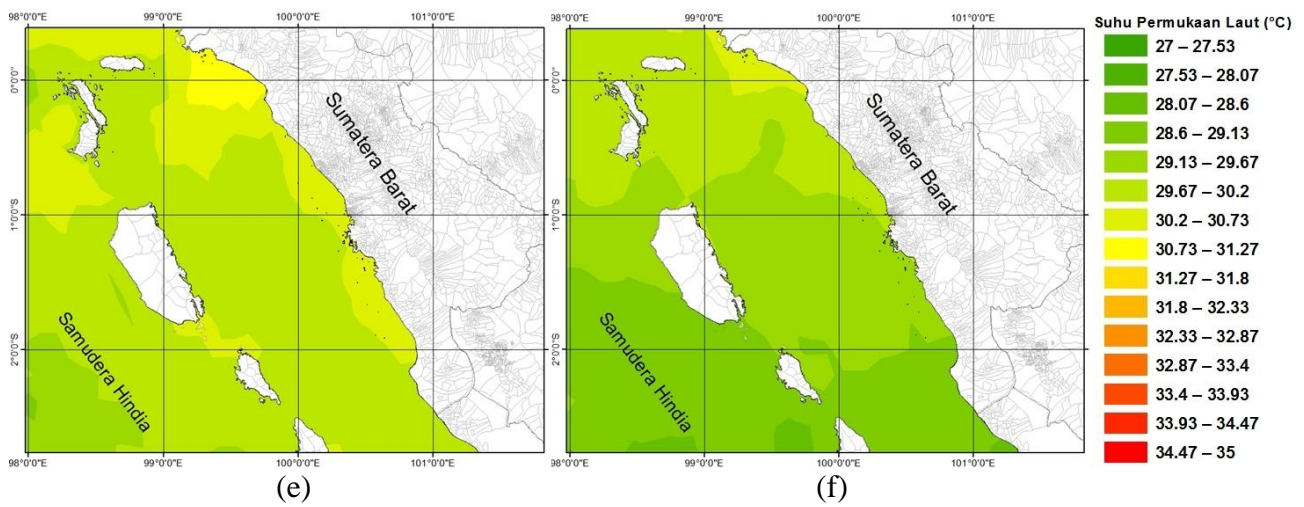 98°0'0"E 99°0'0"E 100°0'0"E 101°0'0"E
0°0'0"
1°0'0"S
2°0'0"S
Sumatera Barat
Samudera Hindia
98°0'0"E 99°0'0"E 100°0'0"E 101°0'0"E
(e)
98°0'0"E 99°0'0"E 100°0'0"E 101°0'0"E
0°0'0"
1°0'0"S
2°0'0"S
Sumatera Barat
Samudera Hindia
98°0'0"E 99°0'0"E 100°0'0"E 101°0'0"E
(f)
Suhu Permukaan Laut (°C)
27 – 27.53
27.53 – 28.07
28.07 – 28.6
28.6 – 29.13
29.13 – 29.67
29.67 – 30.2
30.2 – 30.73
30.73 – 31.27
31.27 – 31.8
31.8 – 32.33
32.33 – 32.87
32.87 – 33.4
33.4 – 33.93
33.93 – 34.47
34.47 – 35